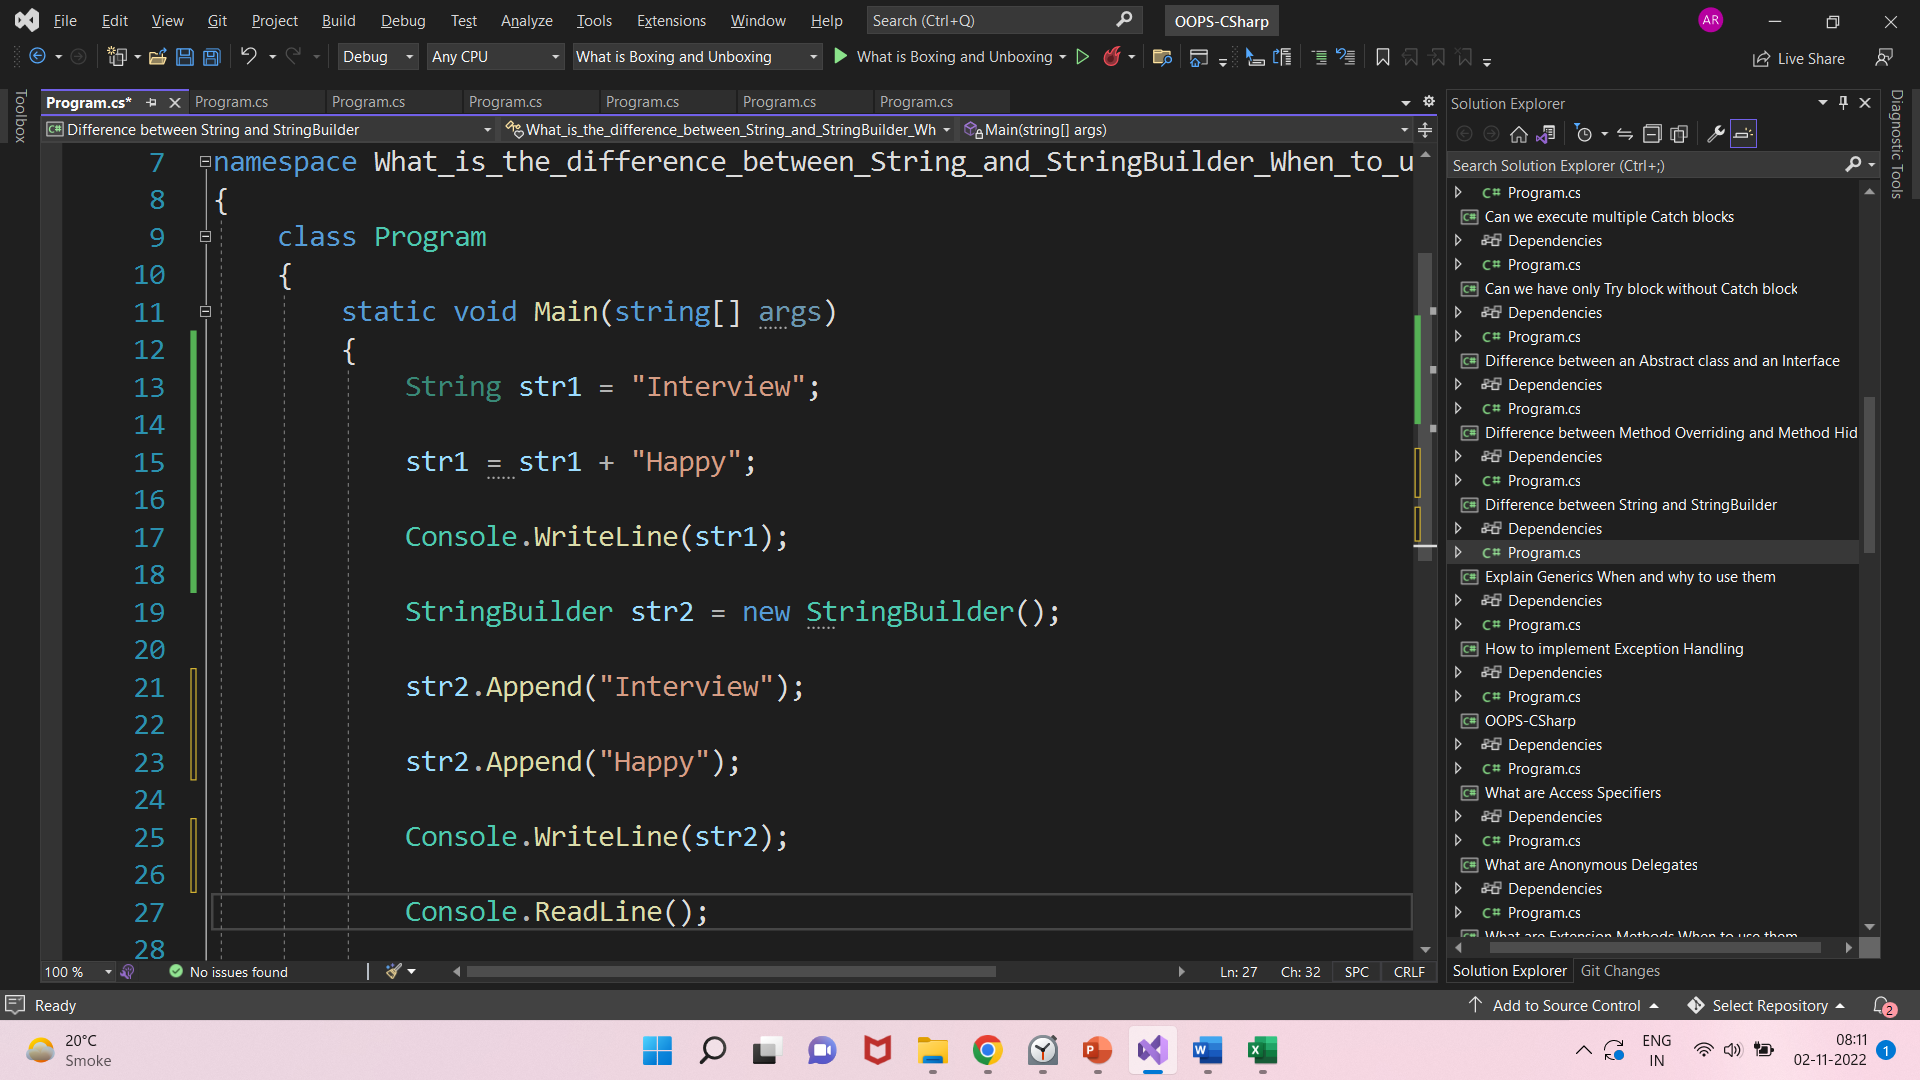 File Edit View Git Project Build Debug Test Analyze Tools Extensions Window Help Search (Ctrl+Q) OOPS-CSharp AR
Debug Any CPU What is Boxing and Unboxing What is Boxing and Unboxing Live Share
Toolbox
Program.cs* Program.cs Program.cs Program.cs Program.cs Program.cs Program.cs
Difference between String and StringBuilder What_is_the_difference_between_String_and_StringBuilder_Wh Main(string[] args)
7 namespace What_is_the_difference_between_String_and_StringBuilder_When_to_u
8 {
9 class Program
10 {
11 static void Main(string[] args)
12 {
13 String str1 = "Interview";
14
15 str1 = str1 + "Happy";
16
17 Console.WriteLine(str1);
18
19 StringBuilder str2 = new StringBuilder();
20
21 str2.Append("Interview");
22
23 str2.Append("Happy");
24
25 Console.WriteLine(str2);
26
27 Console.ReadLine();
28
100 % No issues found Ln: 27 Ch: 32 SPC CRLF
Solution Explorer
Search Solution Explorer (Ctrl+;)
C# Program.cs
C# Can we execute multiple Catch blocks
Dependencies
C# Program.cs
C# Can we have only Try block without Catch block
Dependencies
C# Program.cs
C# Difference between an Abstract class and an Interface
Dependencies
C# Program.cs
C# Difference between Method Overriding and Method Hid
Dependencies
C# Program.cs
C# Difference between String and StringBuilder
Dependencies
C# Program.cs
C# Explain Generics When and why to use them
Dependencies
C# Program.cs
C# How to implement Exception Handling
Dependencies
C# Program.cs
C# OOPS-CSharp
Dependencies
C# Program.cs
C# What are Access Specifiers
Dependencies
C# Program.cs
C# What are Anonymous Delegates
Dependencies
C# Program.cs
C# What are Extension Methods When to use them
Solution Explorer Git Changes
Diagnostic Tools
Ready Add to Source Control Select Repository 2
20°C
Smoke
ENG
IN
08:11
02-11-2022
1